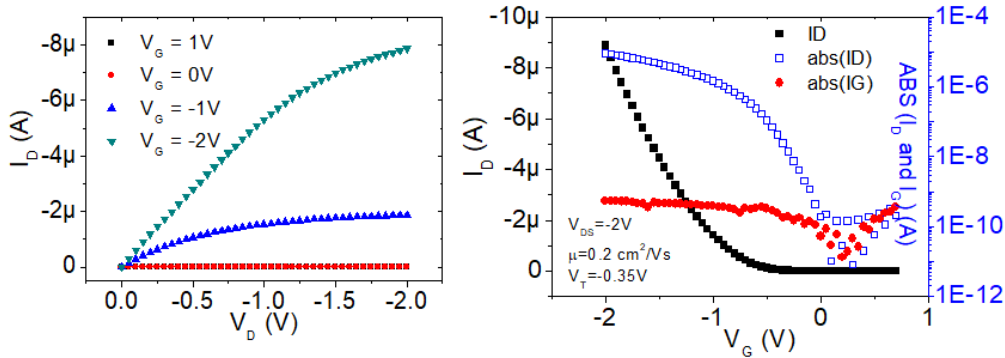 -8µ
-6µ
-4µ
-2µ
0
I_D (A)
V_G = 1V
V_G = 0V
V_G = -1V
V_G = -2V
0.0 -0.5 -1.0 -1.5 -2.0
V_D (V)
-10µ
-8µ
-6µ
-4µ
-2µ
0
I_D (A)
ID
abs(ID)
abs(IG)
V_DS=-2V
µ=0.2 cm²/Vs
V_T=-0.35V
-2 -1 0 1
V_G (V)
1E-4
1E-6
1E-8
1E-10
1E-12
ABS (I_D and I_G) (A)